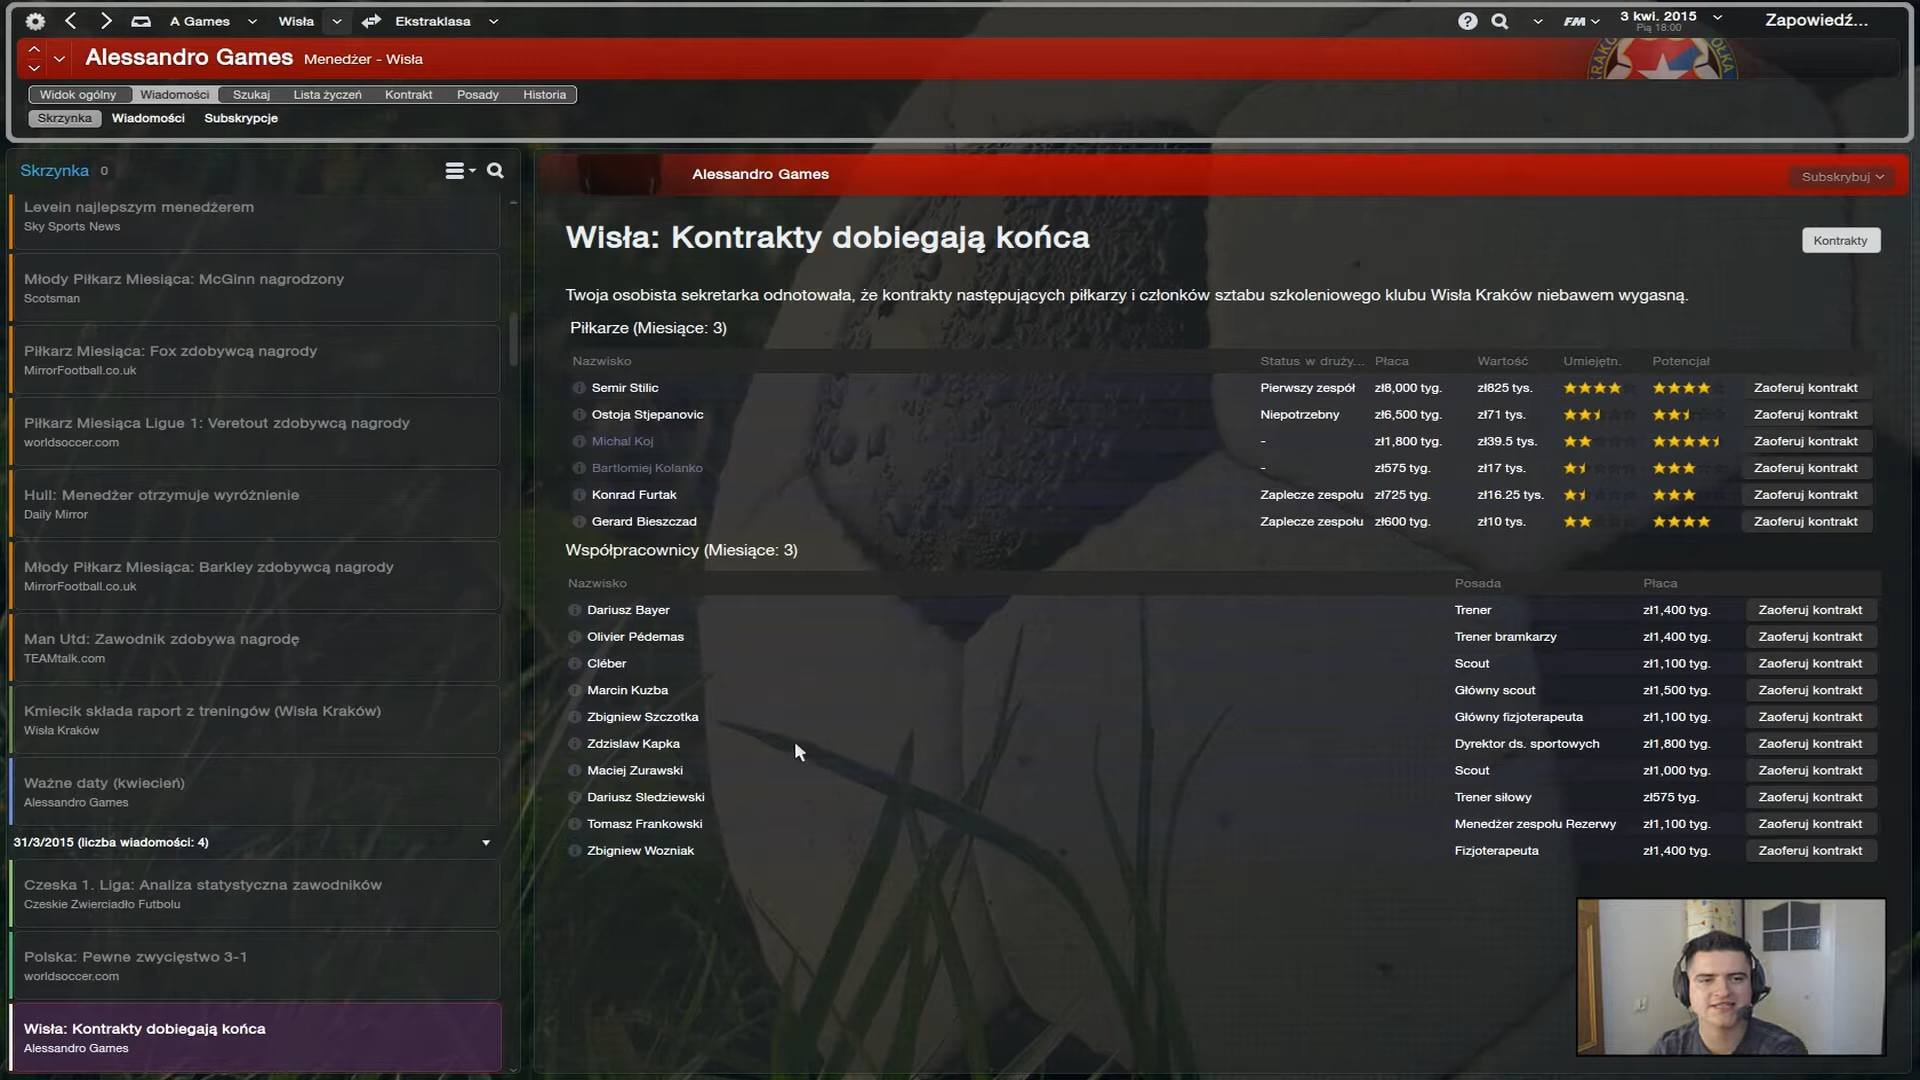 A Games
Wisła
Ekstraklasa
FM
3 kwi. 2015
Pią 18:00
Zapowiedź...
Alessandro Games Menedżer - Wisła
Widok ogólny Wiadomości Szukaj Lista życzeń Kontrakt Posady Historia
Skrzynka Wiadomości Subskrypcje
Skrzynka 0
Levein najlepszym menedżerem
Sky Sports News
Młody Piłkarz Miesiąca: McGinn nagrodzony
Scotsman
Piłkarz Miesiąca: Fox zdobywcą nagrody
MirrorFootball.co.uk
Piłkarz Miesiąca Ligue 1: Veretout zdobywcą nagrody
worldsoccer.com
Hull: Menedżer otrzymuje wyróżnienie
Daily Mirror
Młody Piłkarz Miesiąca: Barkley zdobywcą nagrody
MirrorFootball.co.uk
Man Utd: Zawodnik zdobywa nagrodę
TEAMtalk.com
Kmiecik składa raport z treningów (Wisła Kraków)
Wisła Kraków
Ważne daty (kwiecień)
Alessandro Games
31/3/2015 (liczba wiadomości: 4)
Czeska 1. Liga: Analiza statystyczna zawodników
Czeskie Zwierciadło Futbolu
Polska: Pewne zwycięstwo 3-1
worldsoccer.com
Wisła: Kontrakty dobiegają końca
Alessandro Games
Alessandro Games
Subskrybuj
Wisła: Kontrakty dobiegają końca
Kontrakty
Twoja osobista sekretarka odnotowała, że kontrakty następujących piłkarzy i członków sztabu szkoleniowego klubu Wisła Kraków niebawem wygasną.
Piłkarze (Miesiące: 3)
Nazwisko Status w druży... Płaca Wartość Umiejętn. Potencjał
Semir Stilic Pierwszy zespół zł8,000 tyg. zł825 tys. Zaoferuj kontrakt
Ostoja Stjepanovic Niepotrzebny zł6,500 tyg. zł71 tys. Zaoferuj kontrakt
Michal Koj - zł1,800 tyg. zł39.5 tys. Zaoferuj kontrakt
Bartlomiej Kolanko - zł575 tyg. zł17 tys. Zaoferuj kontrakt
Konrad Furtak Zaplecze zespołu zł725 tyg. zł16.25 tys. Zaoferuj kontrakt
Gerard Bieszczad Zaplecze zespołu zł600 tyg. zł10 tys. Zaoferuj kontrakt
Współpracownicy (Miesiące: 3)
Nazwisko Posada Płaca
Dariusz Bayer Trener zł1,400 tyg. Zaoferuj kontrakt
Olivier Pédemas Trener bramkarzy zł1,400 tyg. Zaoferuj kontrakt
Cléber Scout zł1,100 tyg. Zaoferuj kontrakt
Marcin Kuzba Główny scout zł1,500 tyg. Zaoferuj kontrakt
Zbigniew Szczotka Główny fizjoterapeuta zł1,100 tyg. Zaoferuj kontrakt
Zdzislaw Kapka Dyrektor ds. sportowych zł1,800 tyg. Zaoferuj kontrakt
Maciej Zurawski Scout zł1,000 tyg. Zaoferuj kontrakt
Dariusz Sledziewski Trener siłowy zł575 tyg. Zaoferuj kontrakt
Tomasz Frankowski Menedżer zespołu Rezerwy zł1,100 tyg. Zaoferuj kontrakt
Zbigniew Wozniak Fizjoterapeuta zł1,400 tyg. Zaoferuj kontrakt